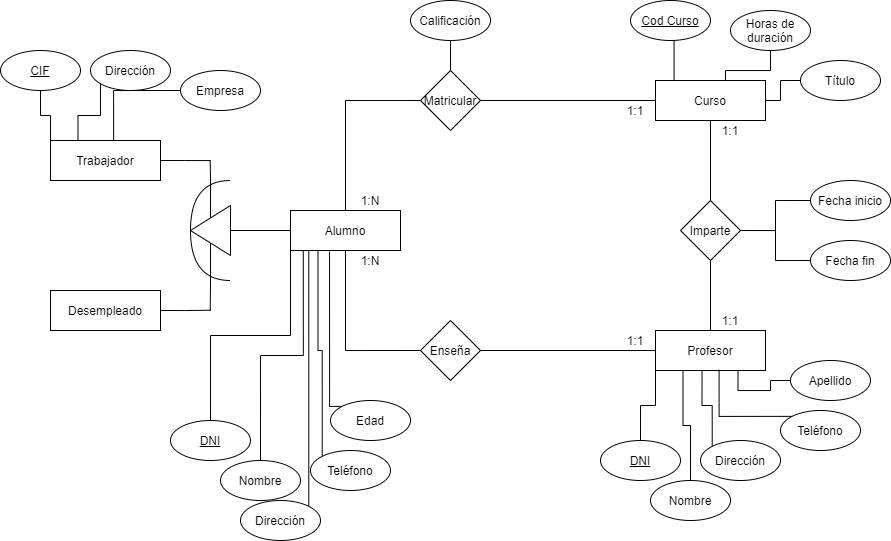 Calificación
Cod Curso
Horas de
duración
CIF
Dirección
Empresa
Título
Matricular
Curso
1:1
1:1
Trabajador
1:N
Fecha inicio
Alumno
Imparte
1:N
Fecha fin
Desempleado
1:1
1:1
Enseña
Profesor
Apellido
Edad
Teléfono
DNI
DNI
Dirección
Teléfono
Nombre
Nombre
Dirección